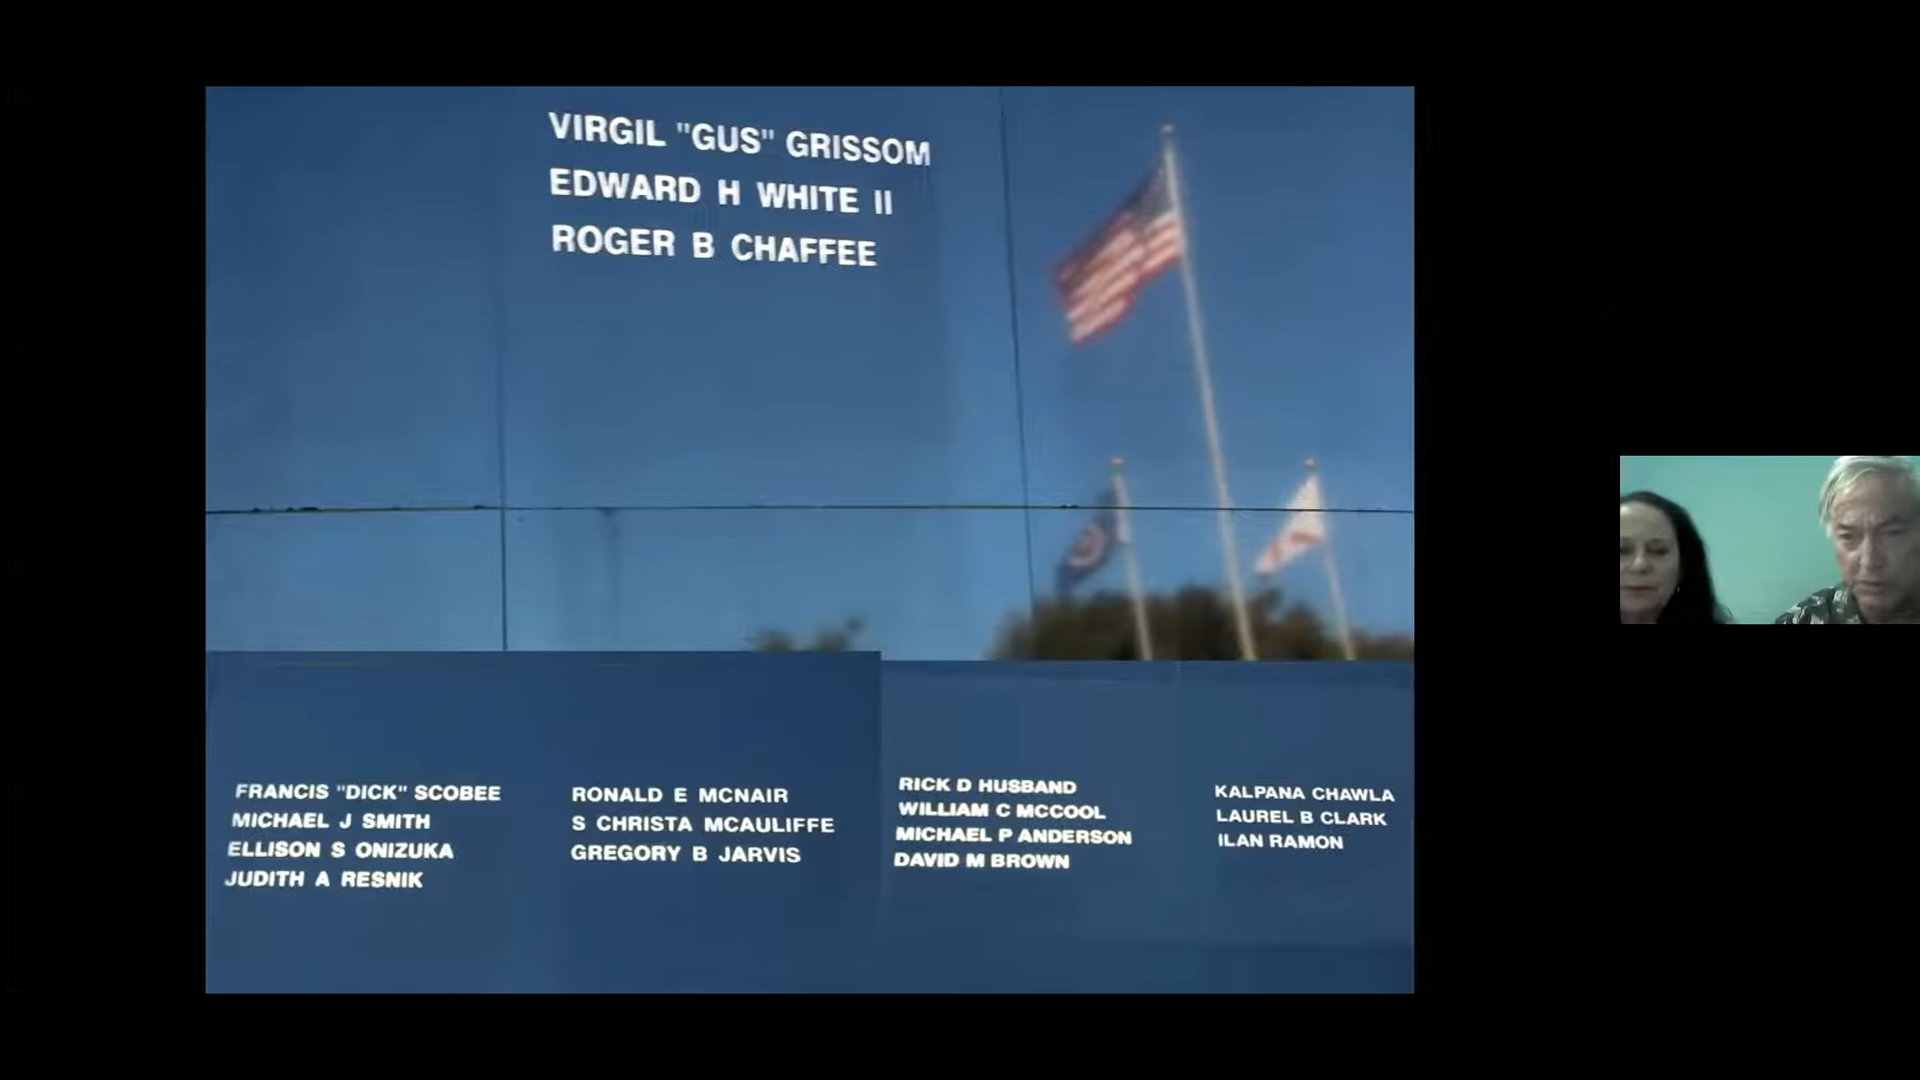 VIRGIL "GUS" GRISSOM
EDWARD H WHITE II
ROGER B CHAFFEE
FRANCIS "DICK" SCOBEE
MICHAEL J SMITH
ELLISON S ONIZUKA
JUDITH A RESNIK
RONALD E MCNAIR
S CHRISTA MCAULIFFE
GREGORY B JARVIS
RICK D HUSBAND
WILLIAM C MCCOOL
MICHAEL P ANDERSON
DAVID M BROWN
KALPANA CHAWLA
LAUREL B CLARK
ILAN RAMON